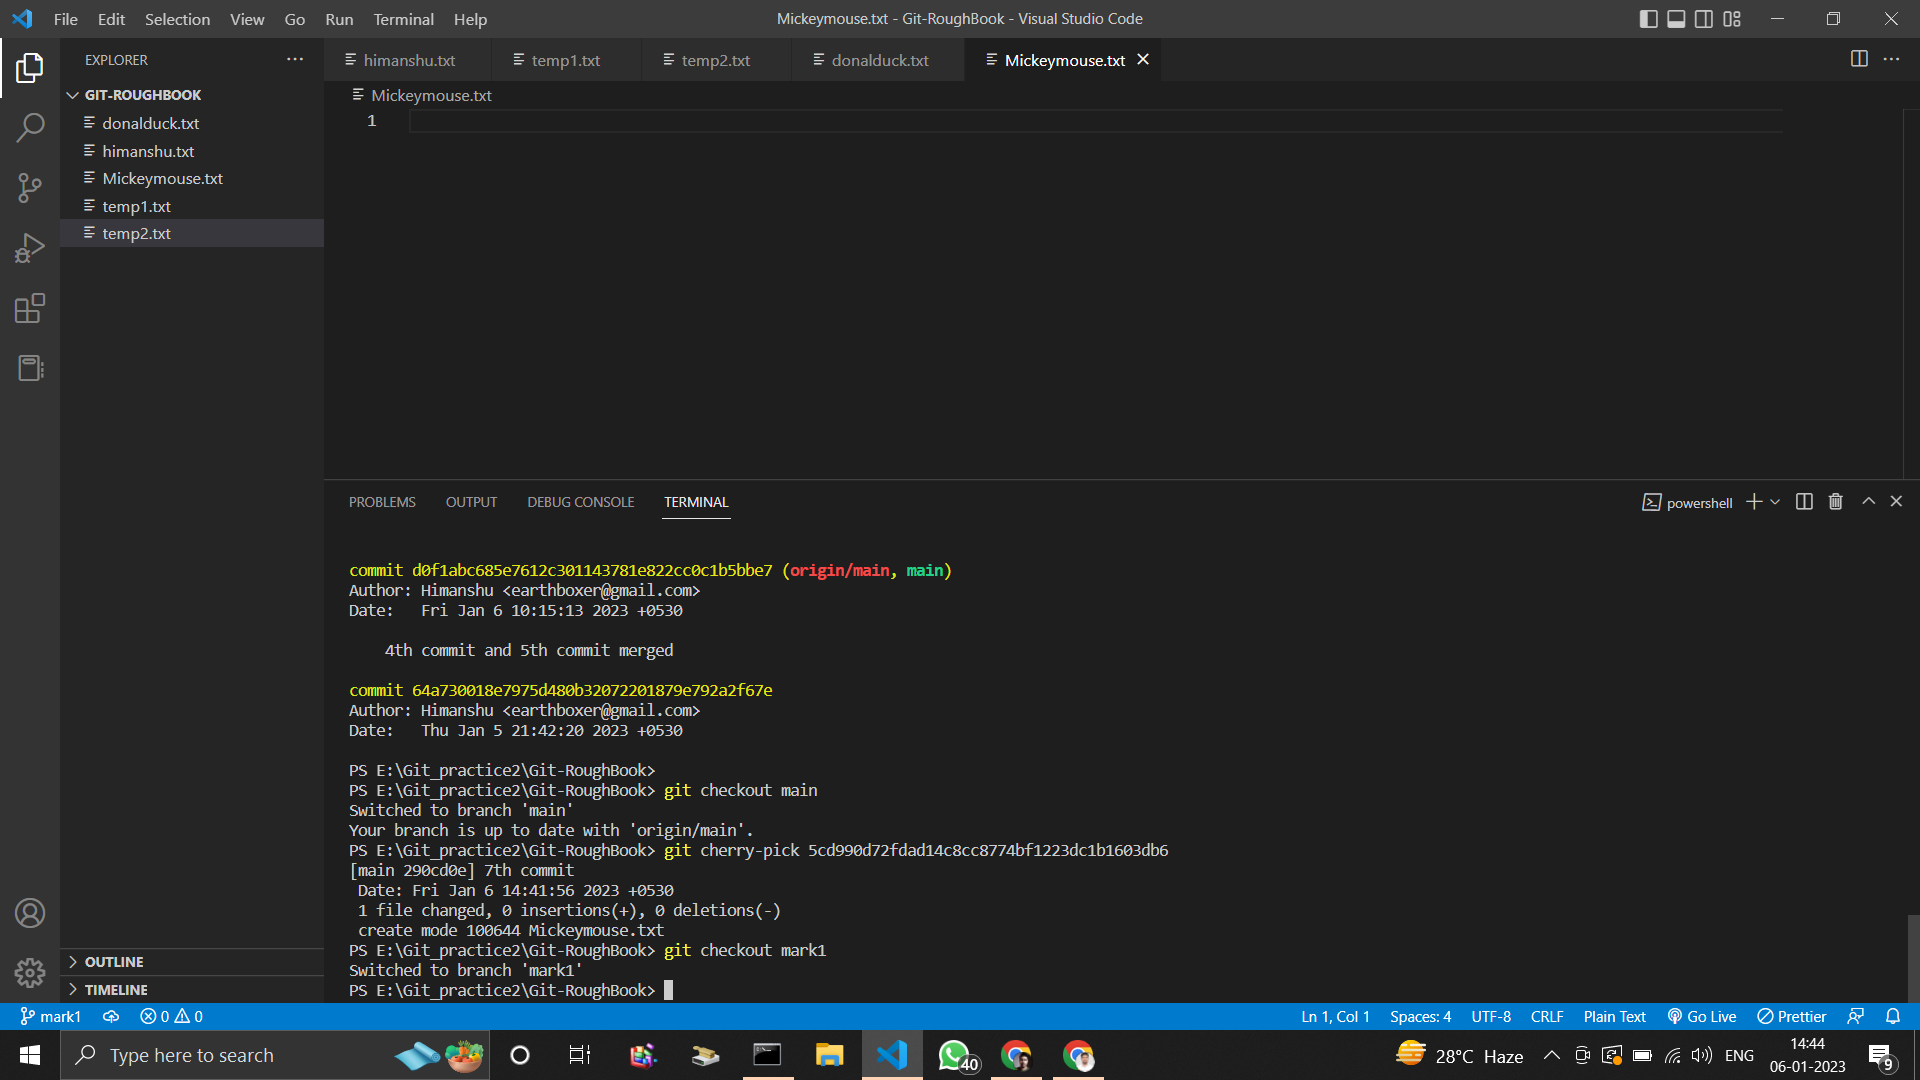 File Edit Selection View Go Run Terminal Help
Mickeymouse.txt - Git-RoughBook - Visual Studio Code
EXPLORER
GIT-ROUGHBOOK
donalduck.txt
himanshu.txt
Mickeymouse.txt
temp1.txt
temp2.txt
OUTLINE
TIMELINE
himanshu.txt temp1.txt temp2.txt donalduck.txt Mickeymouse.txt
Mickeymouse.txt
1
PROBLEMS OUTPUT DEBUG CONSOLE TERMINAL
powershell
commit d0f1abc685e7612c301143781e822cc0c1b5bbe7 (origin/main, main)
Author: Himanshu <earthboxer@gmail.com>
Date:   Fri Jan 6 10:15:13 2023 +0530
4th commit and 5th commit merged
commit 64a730018e7975d480b32072201879e792a2f67e
Author: Himanshu <earthboxer@gmail.com>
Date:   Thu Jan 5 21:42:20 2023 +0530
PS E:\Git_practice2\Git-RoughBook>
PS E:\Git_practice2\Git-RoughBook> git checkout main
Switched to branch 'main'
Your branch is up to date with 'origin/main'.
PS E:\Git_practice2\Git-RoughBook> git cherry-pick 5cd990d72fdad14c8cc8774bf1223dc1b1603db6
[main 290cd0e] 7th commit
Date: Fri Jan 6 14:41:56 2023 +0530
1 file changed, 0 insertions(+), 0 deletions(-)
create mode 100644 Mickeymouse.txt
PS E:\Git_practice2\Git-RoughBook> git checkout mark1
Switched to branch 'mark1'
PS E:\Git_practice2\Git-RoughBook>
mark1 0 0 Ln 1, Col 1 Spaces: 4 UTF-8 CRLF Plain Text Go Live Prettier
Type here to search
40
28°C Haze
ENG
14:44
06-01-2023
9